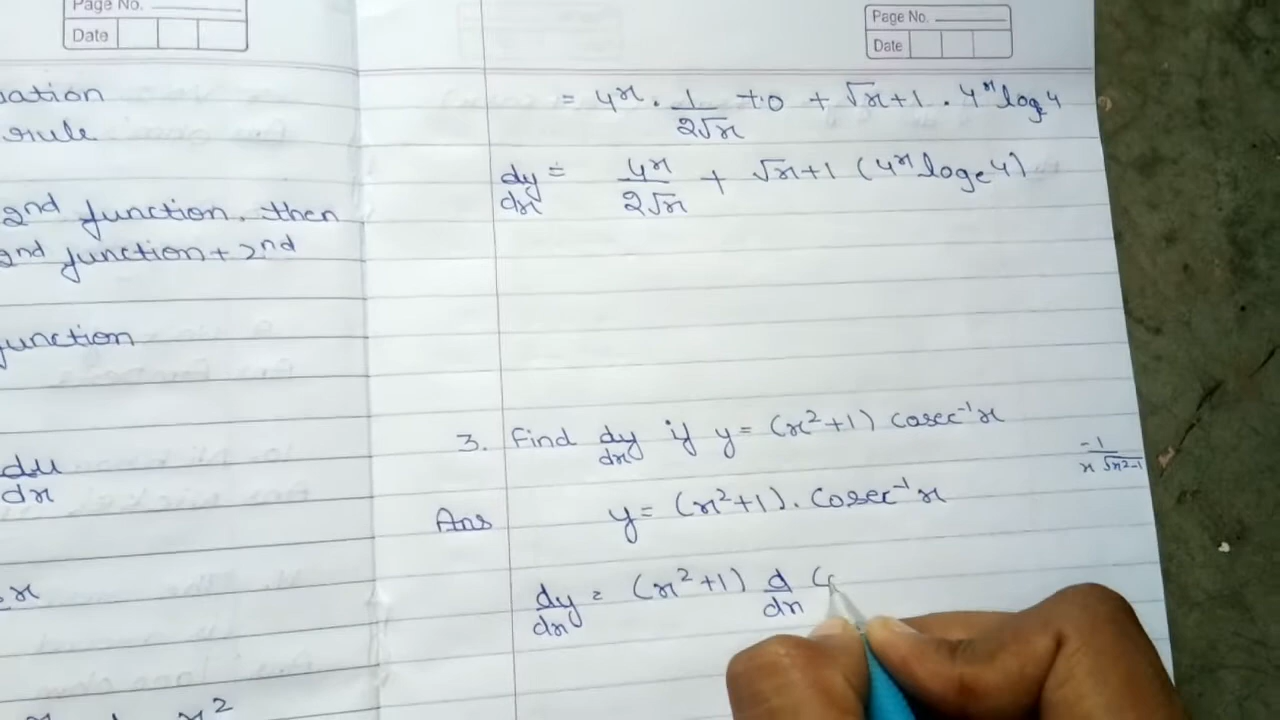 Page No.
Date
uation
rule
2nd function, then
2nd function + 2nd
function
du
dx
x
x²
Page No.
Date
= 4ˣ . 1/2√x + 0 + √x+1 . 4ˣ logₑ4
dy/dx = 4ˣ/2√x + √x+1 (4ˣ logₑ4)
3. Find dy/dx if y = (x²+1) cosec⁻¹x
-1/x√x²-1
Ans y = (x²+1) . Cosec⁻¹x
dy/dx = (x²+1) d/dx (